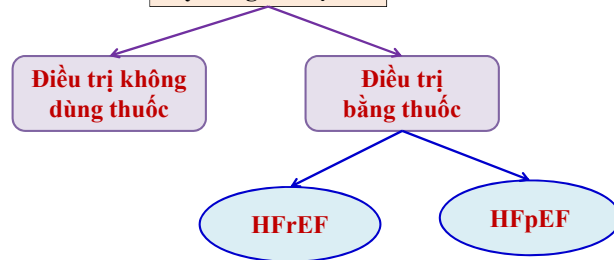 Điều trị không
dùng thuốc
Điều trị
bằng thuốc
HFrEF
HFpEF